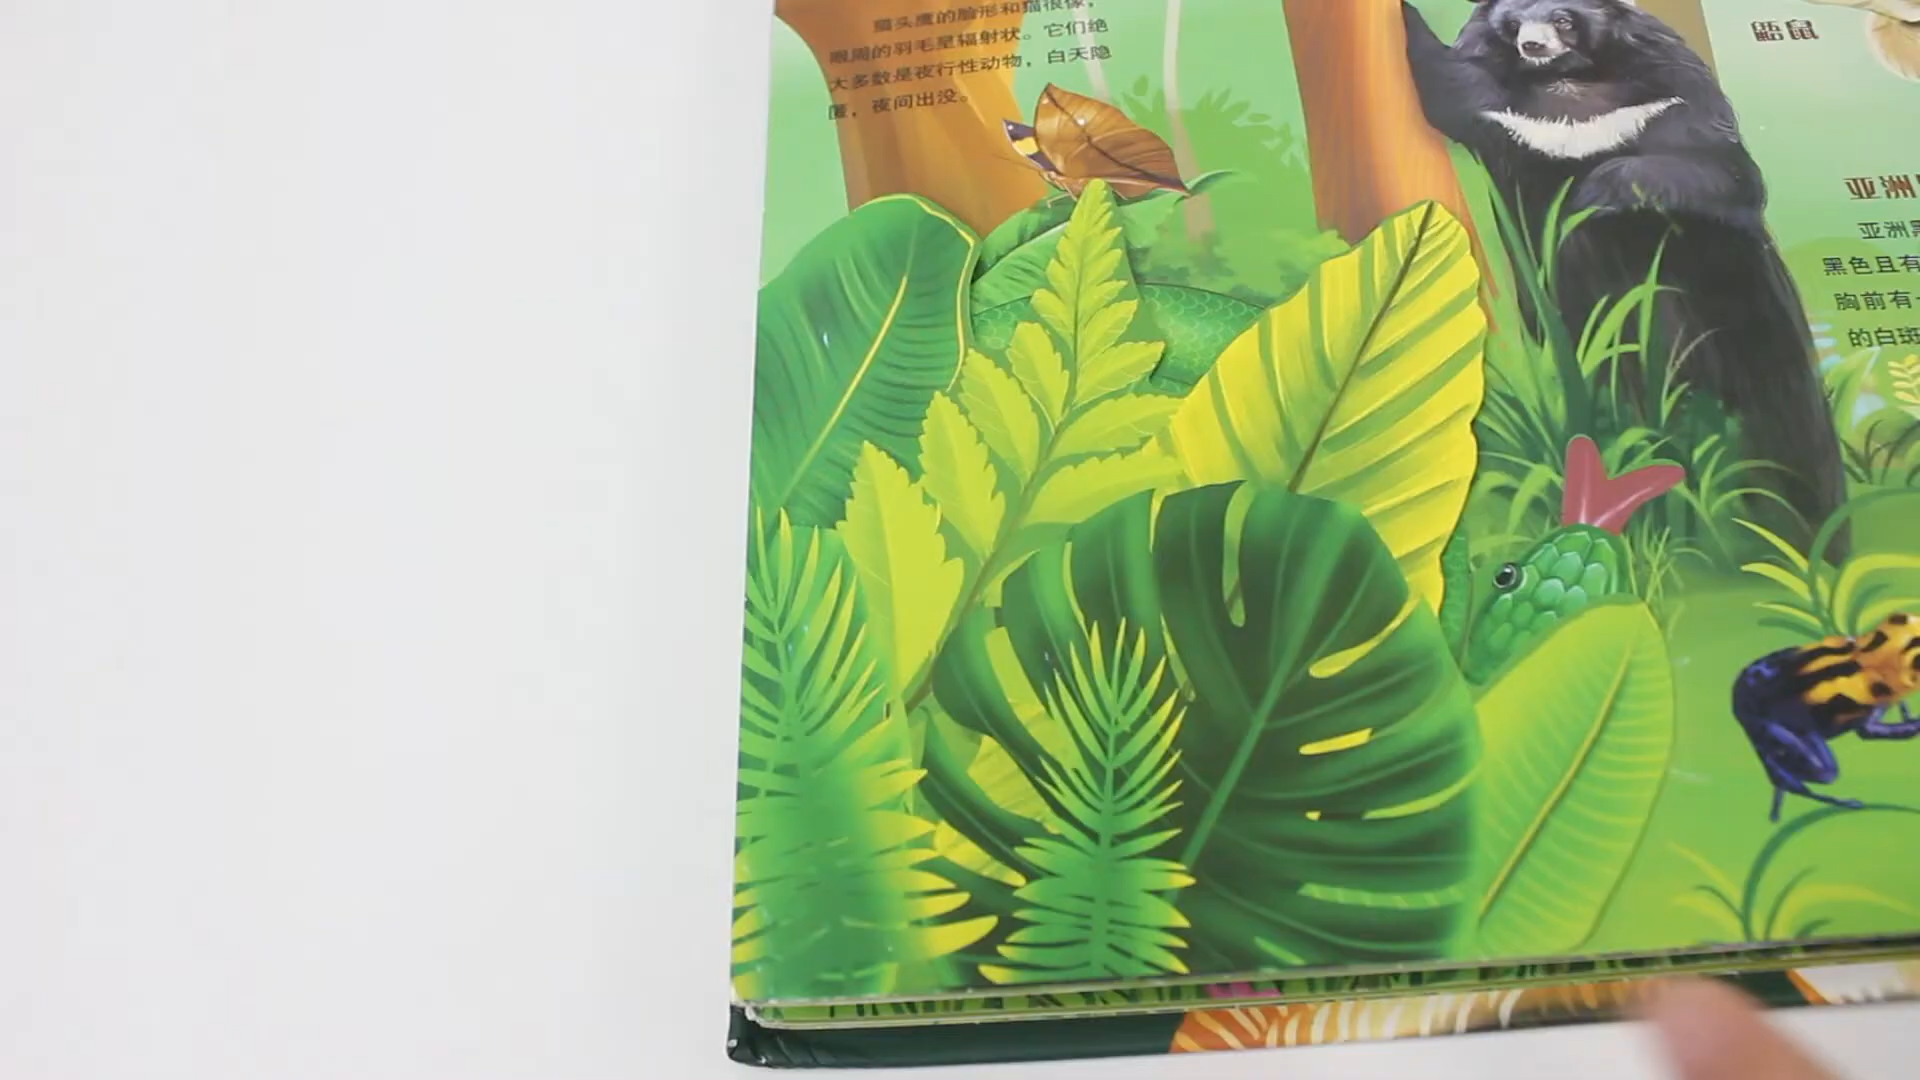 猫头鹰的脸形和猫很像，
眼周的羽毛呈辐射状。它们绝
大多数是夜行性动物，白天隐
匿，夜间出没。
鼯鼠
亚洲
亚洲黑
黑色且有
胸前有一
的白斑